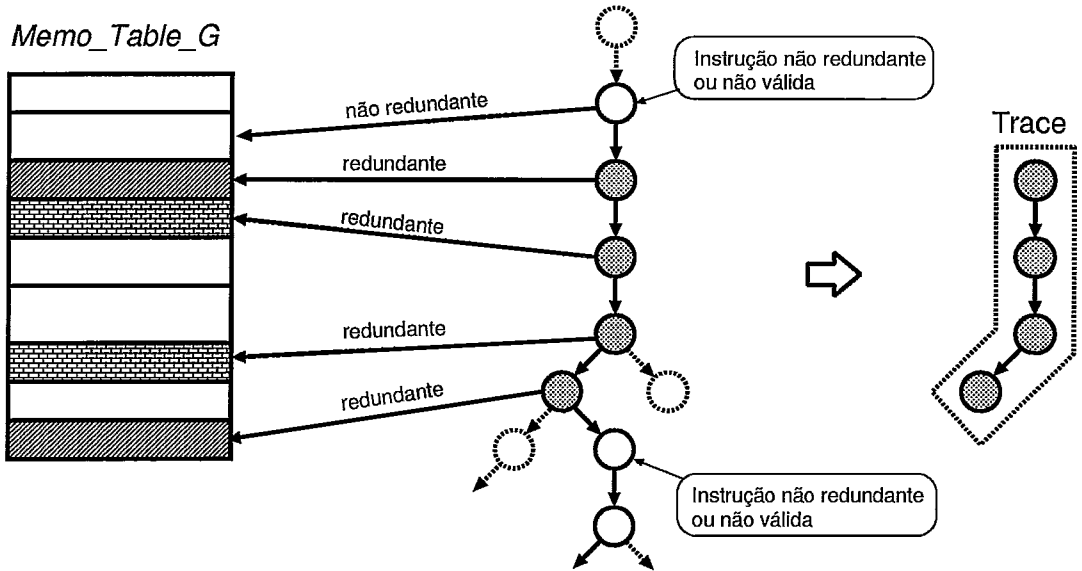 Memo_Table_G
Instrução não redundante
ou não válida
não redundante
Trace
redundante
redundante
redundante
redundante
Instrução não redundante
ou não válida